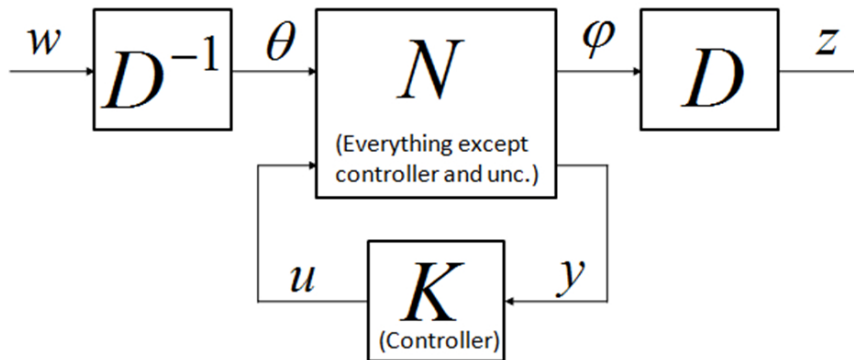 w D⁻¹ θ N φ D z
(Everything except
controller and unc.)
u K y
(Controller)